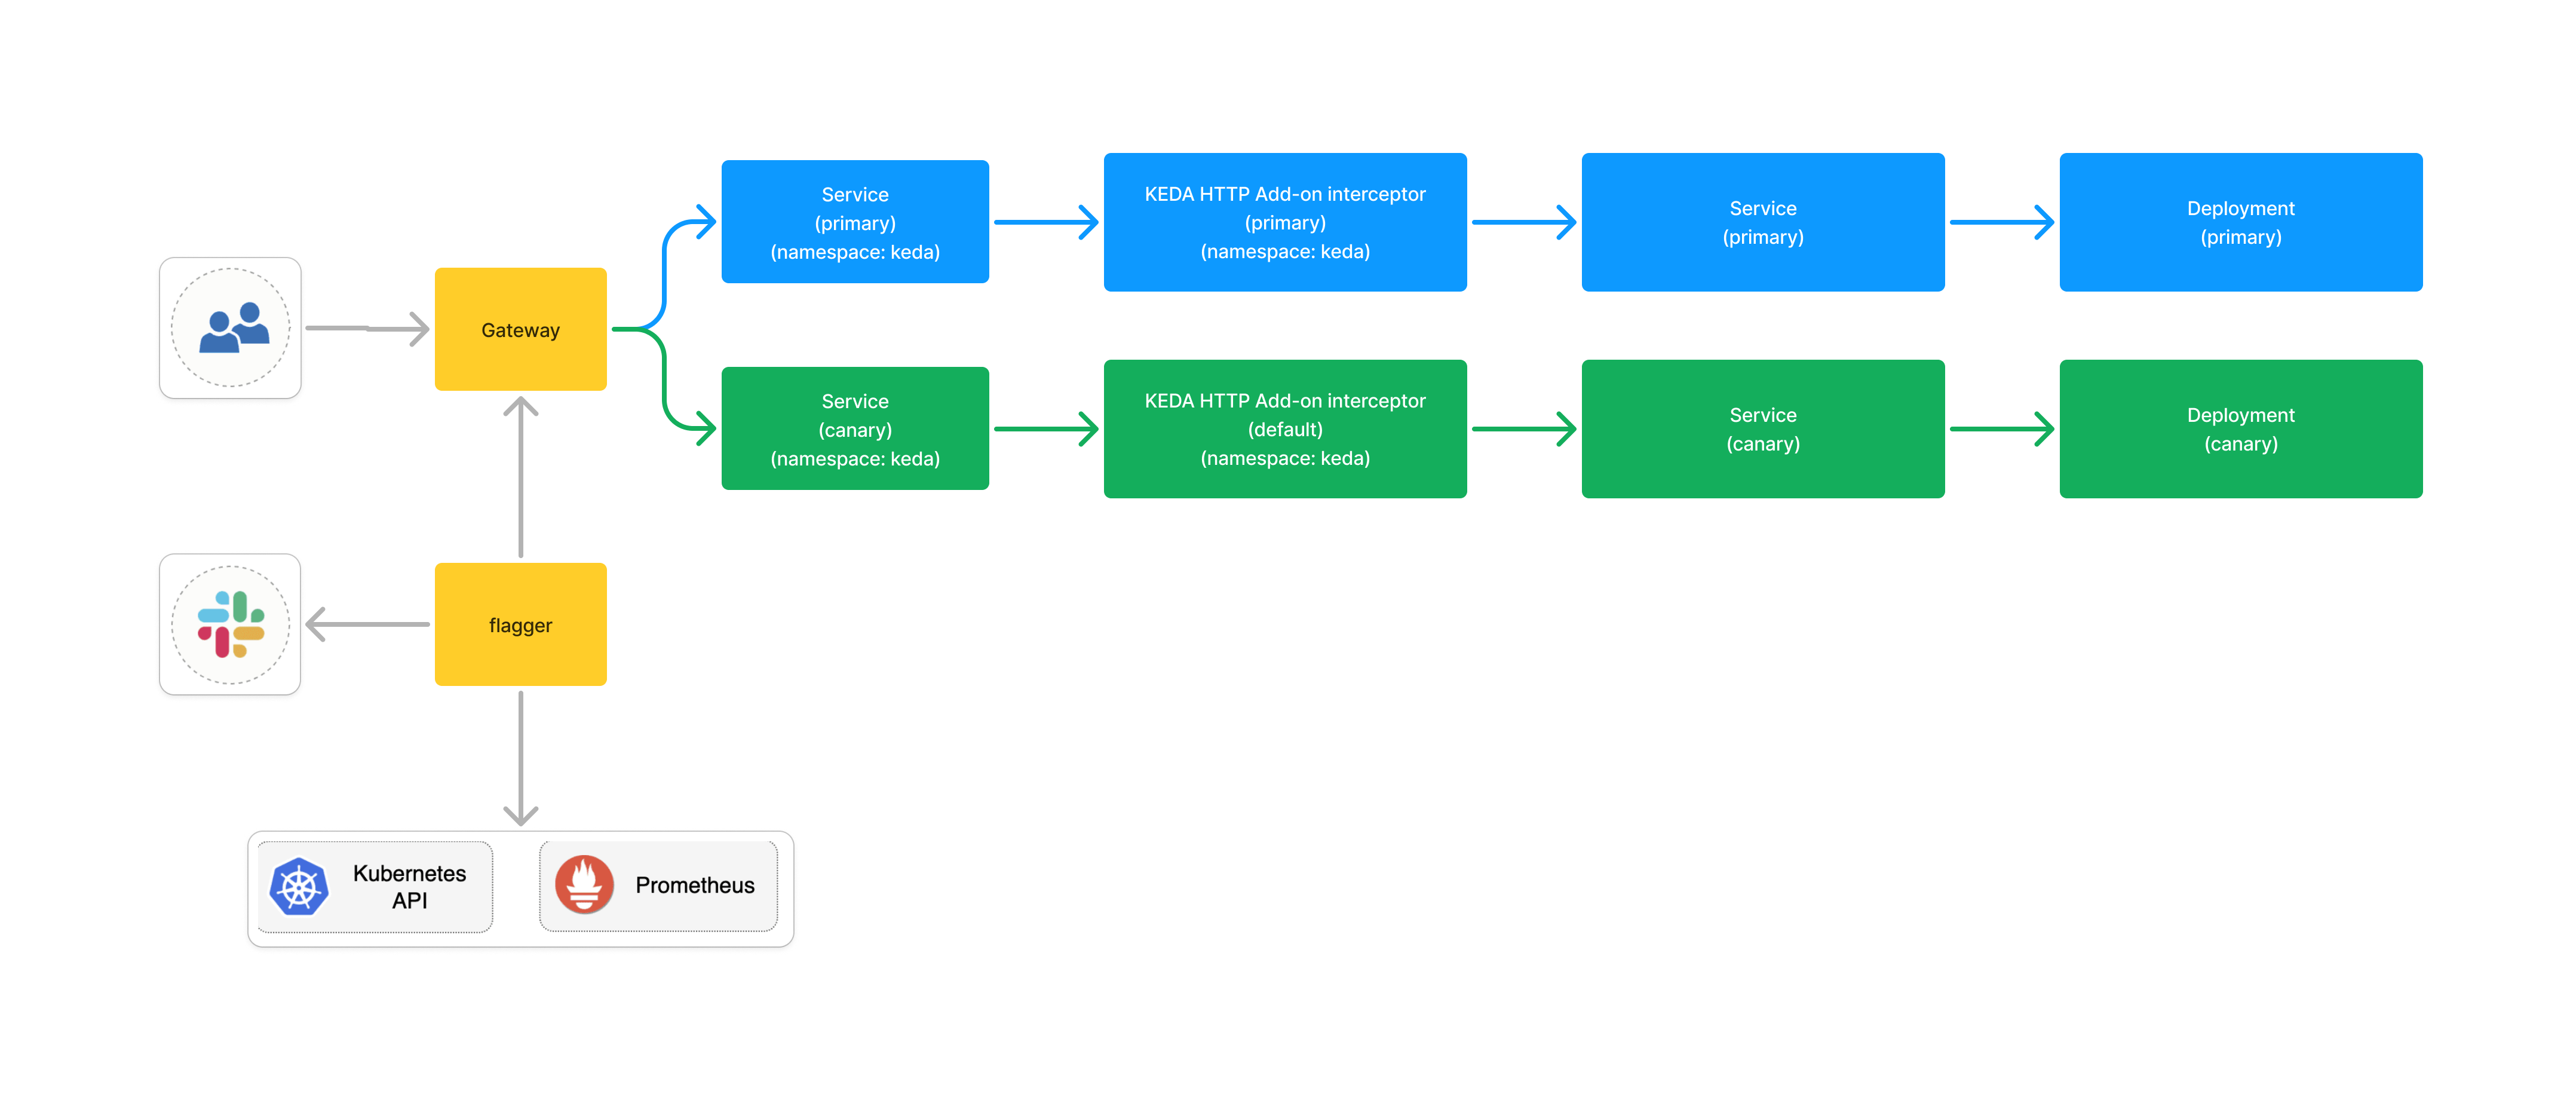 Service
(primary)
(namespace: keda)
KEDA HTTP Add-on interceptor
(primary)
(namespace: keda)
Service
(primary)
Deployment
(primary)
Gateway
Service
(canary)
(namespace: keda)
KEDA HTTP Add-on interceptor
(default)
(namespace: keda)
Service
(canary)
Deployment
(canary)
flagger
Kubernetes
API
Prometheus